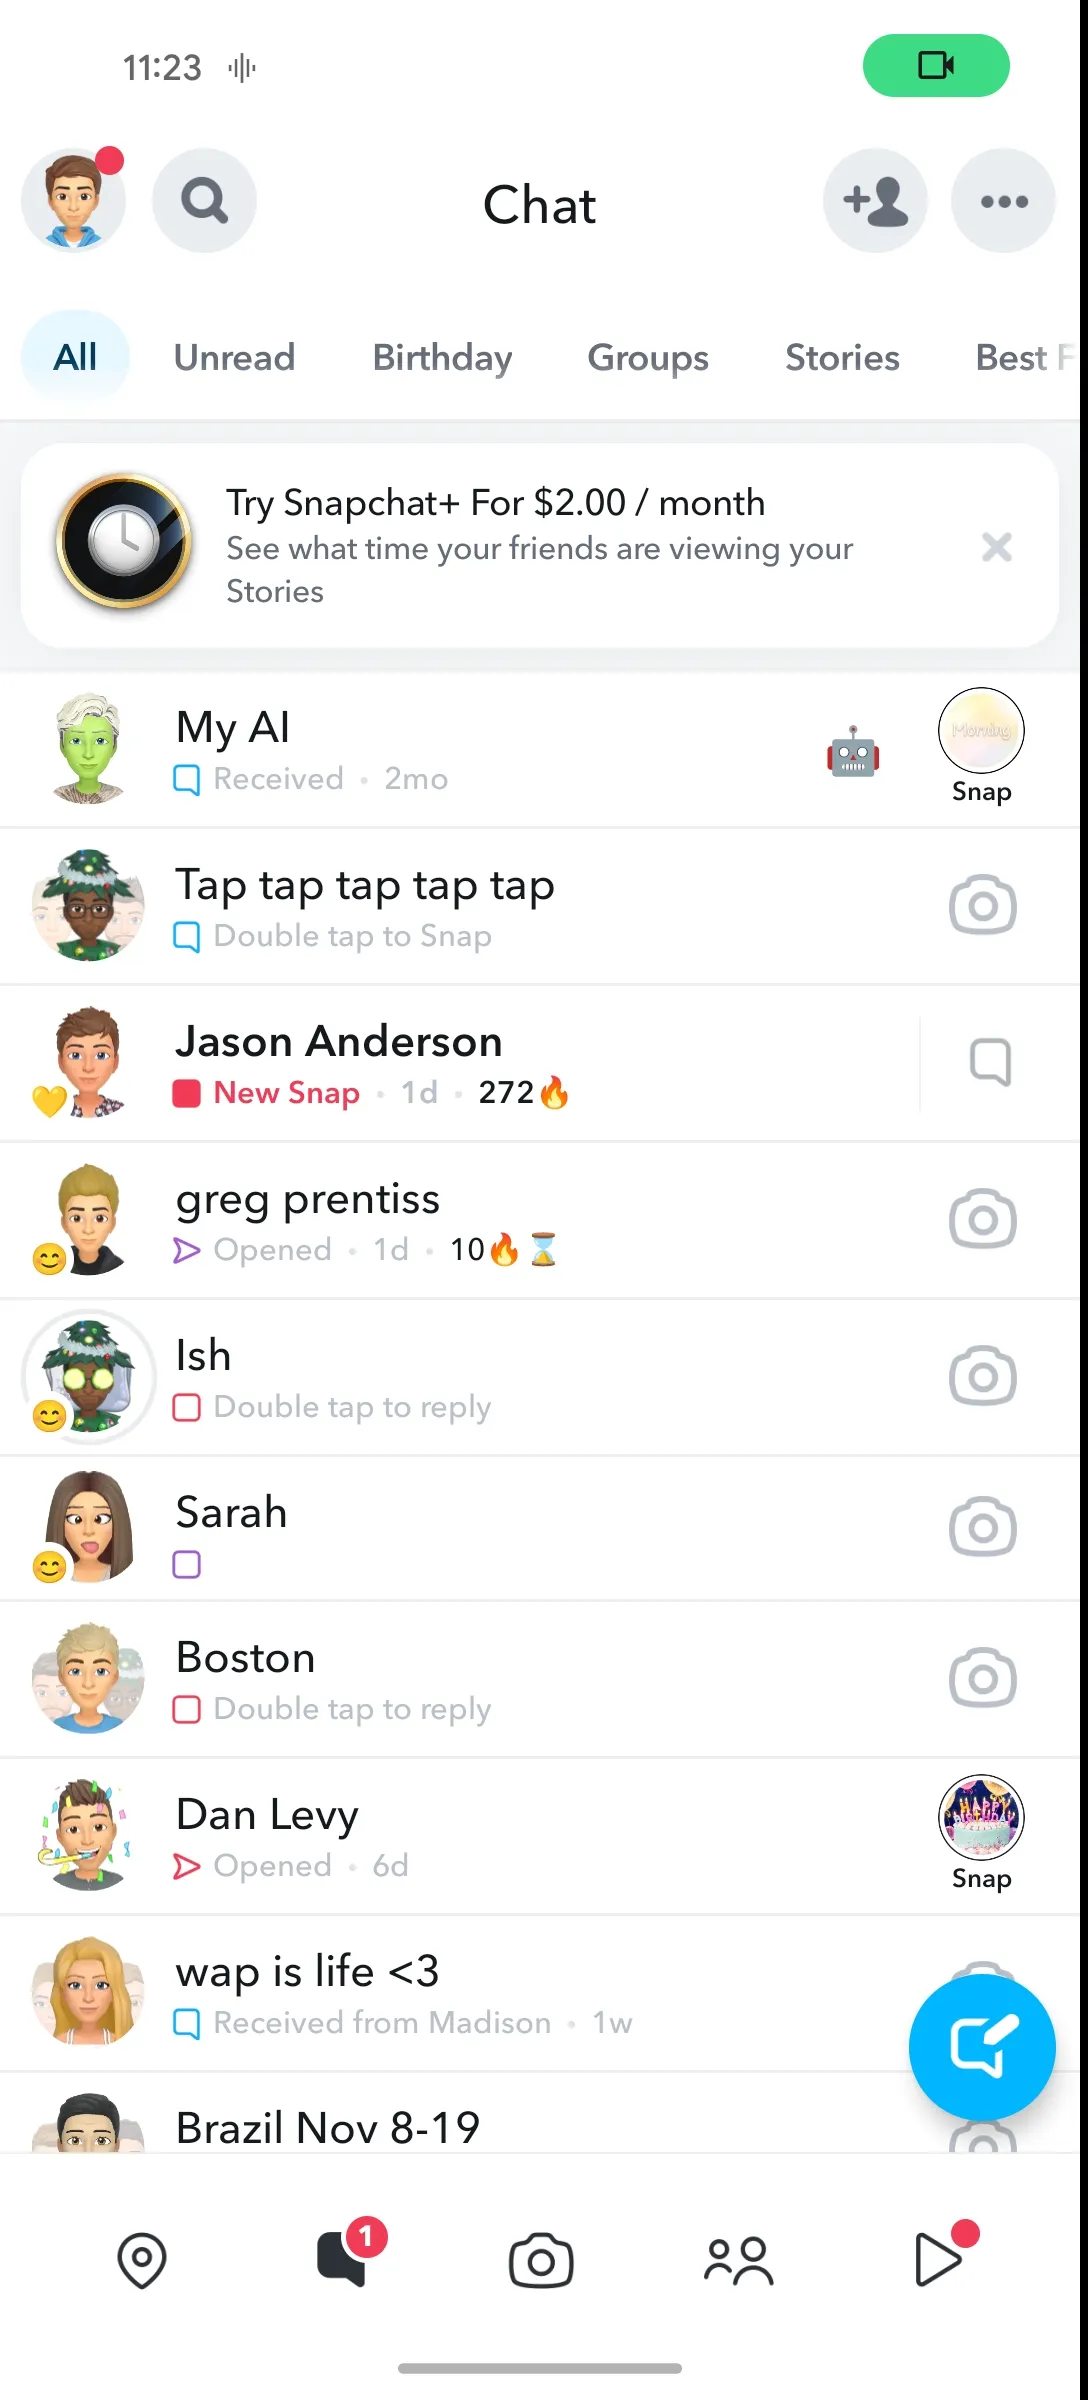 11:23
Chat
All Unread Birthday Groups Stories Best F
Try Snapchat+ For $2.00 / month
See what time your friends are viewing your
Stories
My AI
Received • 2mo
Morning
Snap
Tap tap tap tap tap
Double tap to Snap
Jason Anderson
New Snap • 1d • 272🔥
greg prentiss
Opened • 1d • 10🔥⌛
Ish
Double tap to reply
Sarah
Boston
Double tap to reply
Dan Levy
Opened • 6d
HAPPY
BIRTHDAY
Snap
wap is life <3
Received from Madison • 1w
Brazil Nov 8-19
1